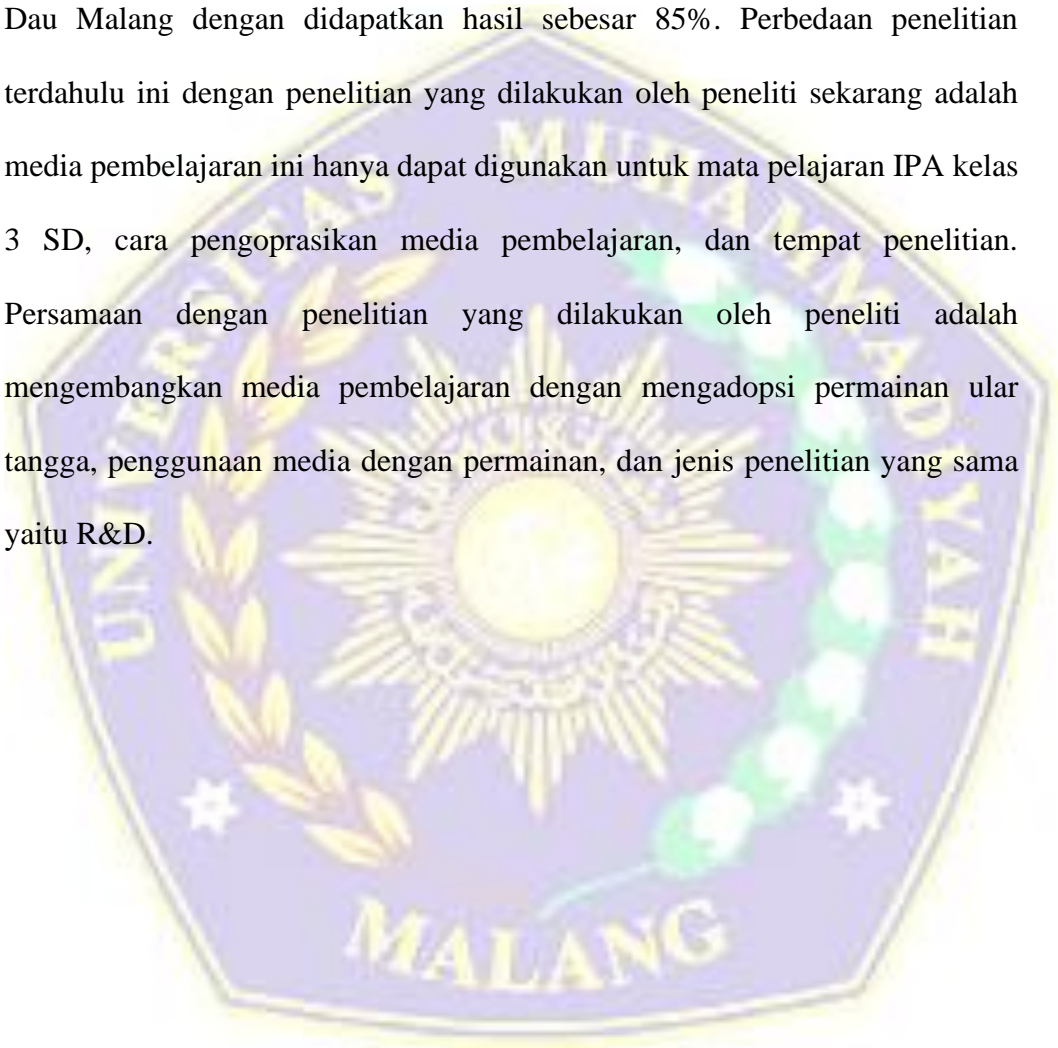 Dau Malang dengan didapatkan hasil sebesar 85%. Perbedaan penelitian
terdahulu ini dengan penelitian yang dilakukan oleh peneliti sekarang adalah
media pembelajaran ini hanya dapat digunakan untuk mata pelajaran IPA kelas
3 SD, cara pengoprasikan media pembelajaran, dan tempat penelitian.
Persamaan dengan penelitian yang dilakukan oleh peneliti adalah
mengembangkan media pembelajaran dengan mengadopsi permainan ular
tangga, penggunaan media dengan permainan, dan jenis penelitian yang sama
yaitu R&D.
UNIVERSITAS MUHAMMADIYAH
MALANG